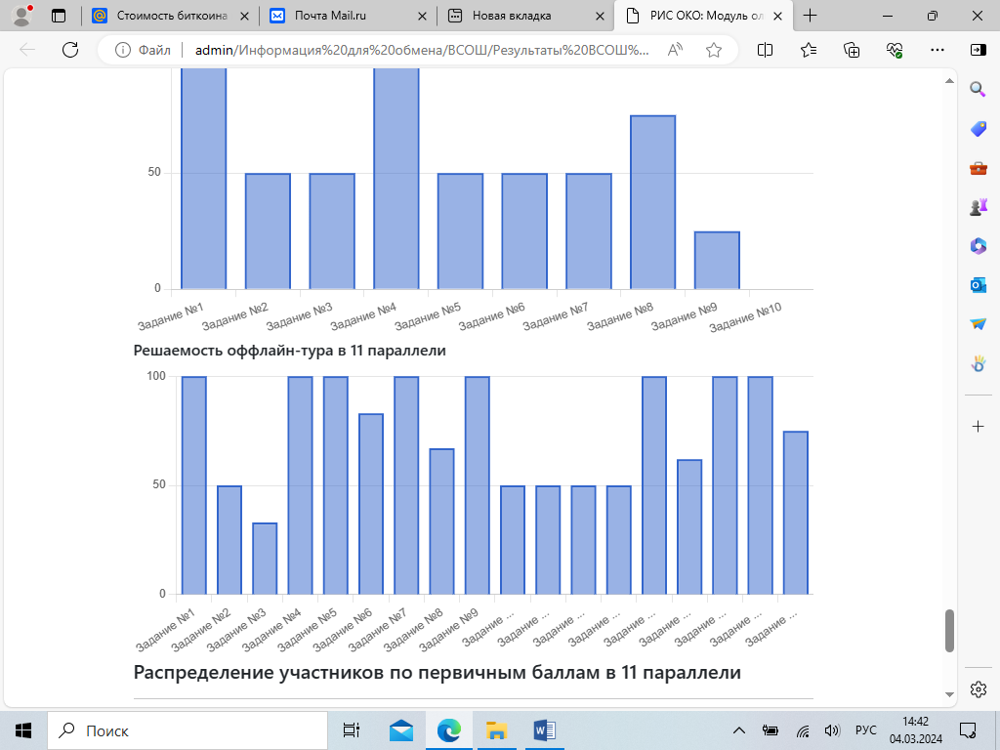 Стоимость биткоина
Почта Mail.ru
Новая вкладка
РИС ОКО: Модуль ол
Файл
admin/Информация%20для%20обмена/ВСОШ/Результаты%20ВСОШ%...
50
0
Задание №1
Задание №2
Задание №3
Задание №4
Задание №5
Задание №6
Задание №7
Задание №8
Задание №9
Задание №10
Решаемость оффлайн-тура в 11 параллели
100
50
0
Задание №1
Задание №2
Задание №3
Задание №4
Задание №5
Задание №6
Задание №7
Задание №8
Задание №9
Задание ...
Задание ...
Задание ...
Задание ...
Задание ...
Задание ...
Задание ...
Задание ...
Задание ...
Распределение участников по первичным баллам в 11 параллели
Поиск
РУС
14:42
04.03.2024